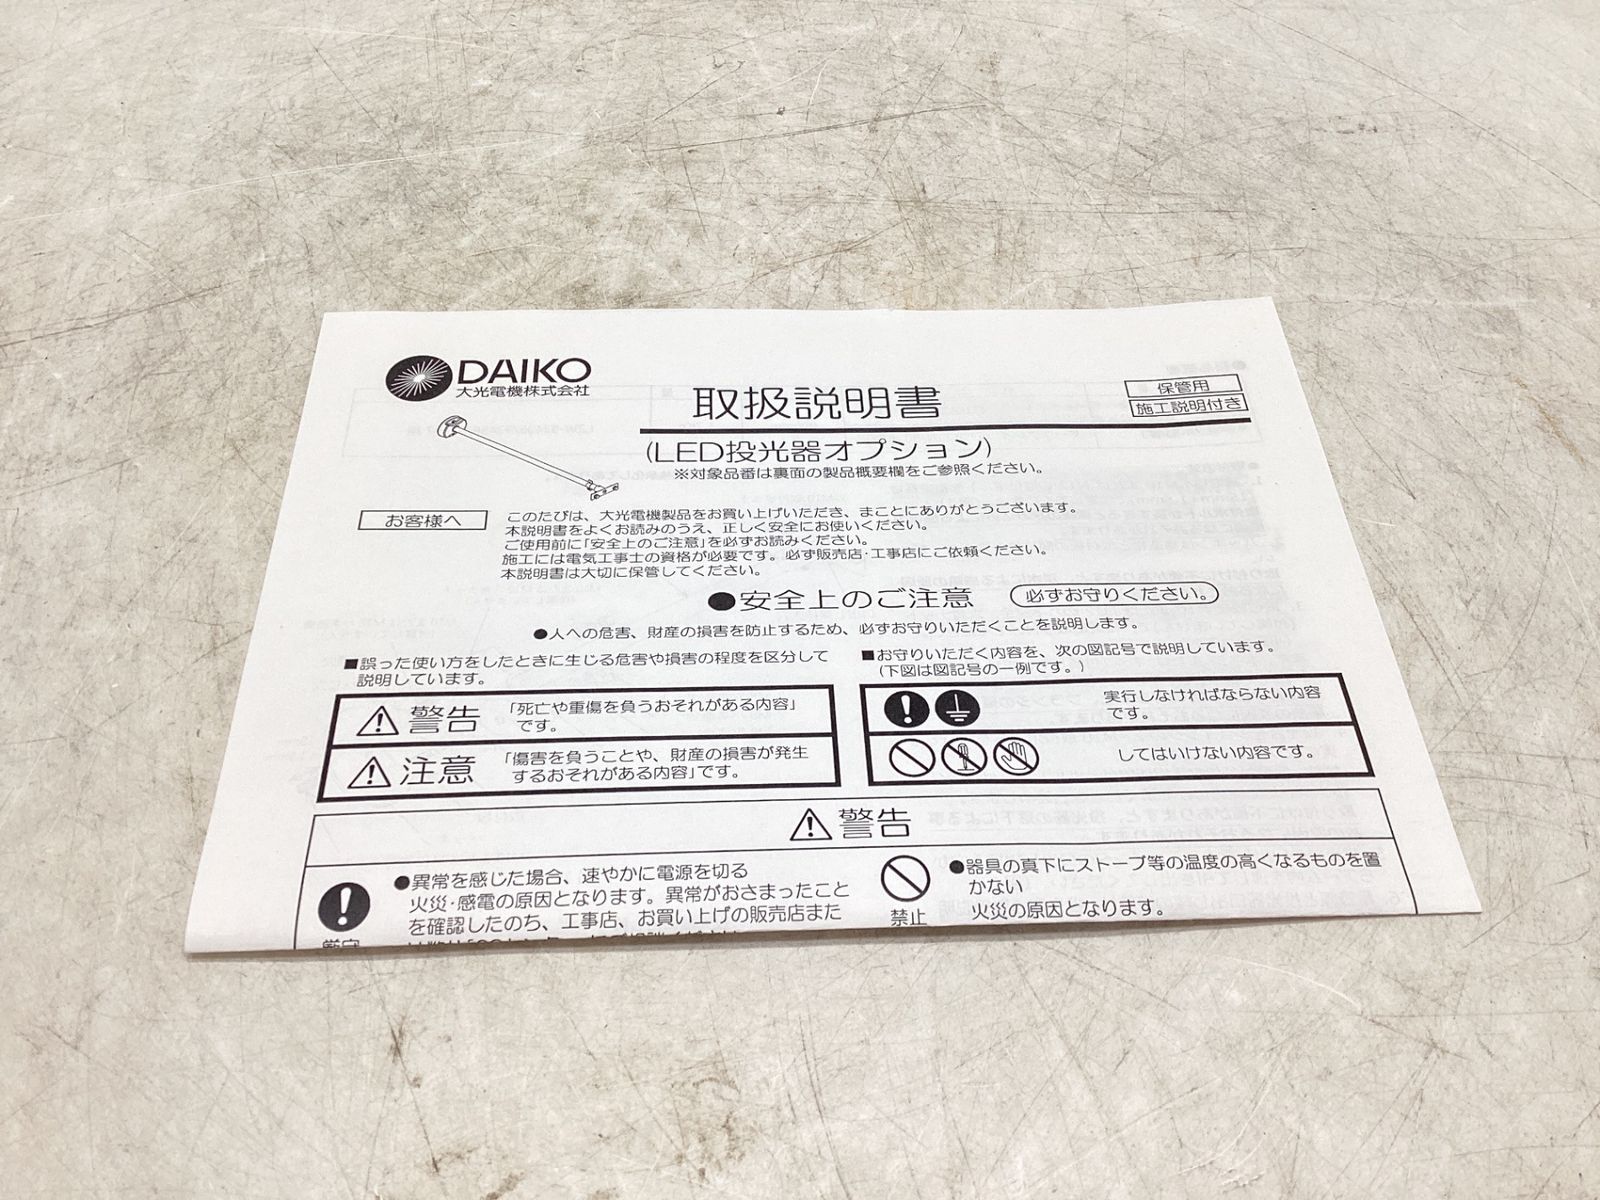 DAIKO
大光電機株式会社
取扱説明書
保管用
施工説明付き
(LED投光器オプション)
※対象品番は裏面の製品概要欄をご参照ください。
お客様へ
このたびは、大光電機製品をお買い上げいただき、まことにありがとうございます。
本説明書をよくお読みのうえ、正しく安全にお使いください。
ご使用前に「安全上のご注意」を必ずお読みください。
施工には電気工事士の資格が必要です。必ず販売店・工事店にご依頼ください。
本説明書は大切に保管してください。
●安全上のご注意
必ずお守りください。
●人への危害、財産の損害を防止するため、必ずお守りいただくことを説明します。
■誤った使い方をしたときに生じる危害や損害の程度を区分して
説明しています。
警告
「死亡や重傷を負うおそれがある内容」
です。
注意
「傷害を負うことや、財産の損害が発生
するおそれがある内容」です。
■お守りいただく内容を、次の図記号で説明しています。
(下図は図記号の一例です。)
実行しなければならない内容
です。
してはいけない内容です。
警告
●異常を感じた場合、速やかに電源を切る
火災・感電の原因となります。異常がおさまったこと
を確認したのち、工事店、お買い上げの販売店また
厳守
禁止
●器具の真下にストーブ等の温度の高くなるものを置
かない
火災の原因となります。